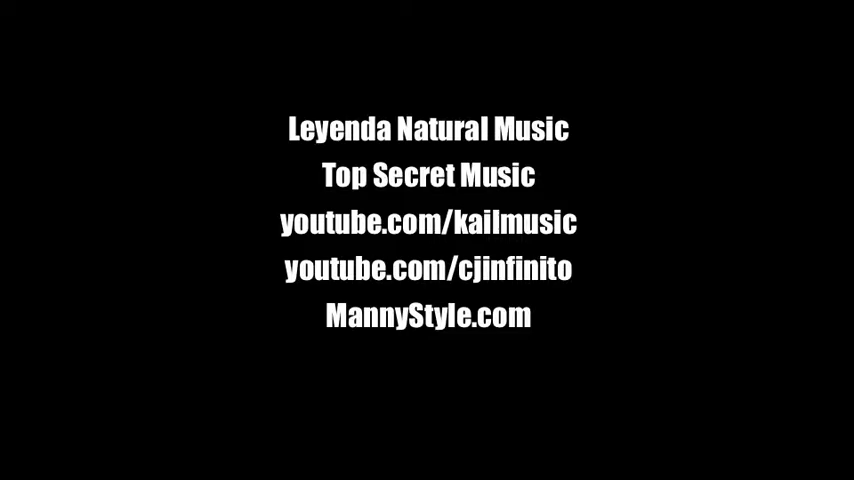 Leyenda Natural Music
Top Secret Music
youtube.com/kailmusic
youtube.com/cjinfinito
MannyStyle.com